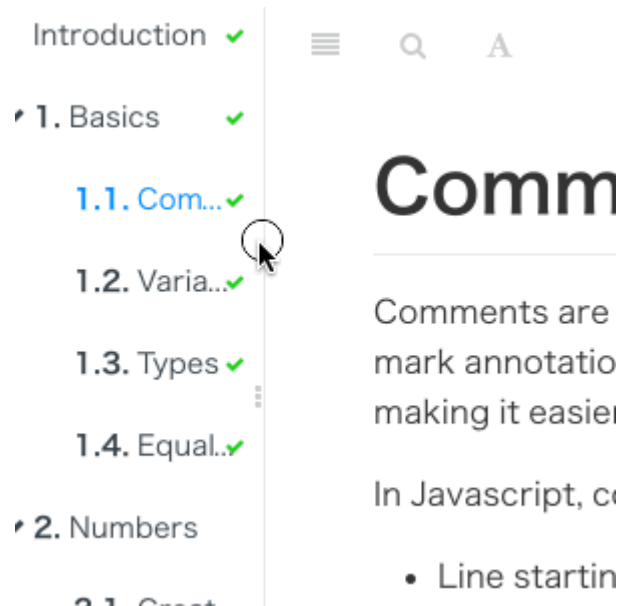 Introduction
1. Basics
1.1. Com...
1.2. Varia...
1.3. Types
1.4. Equal...
2. Numbers
A
Comm
Comments are
mark annotatio
making it easie
In Javascript, c
• Line startin